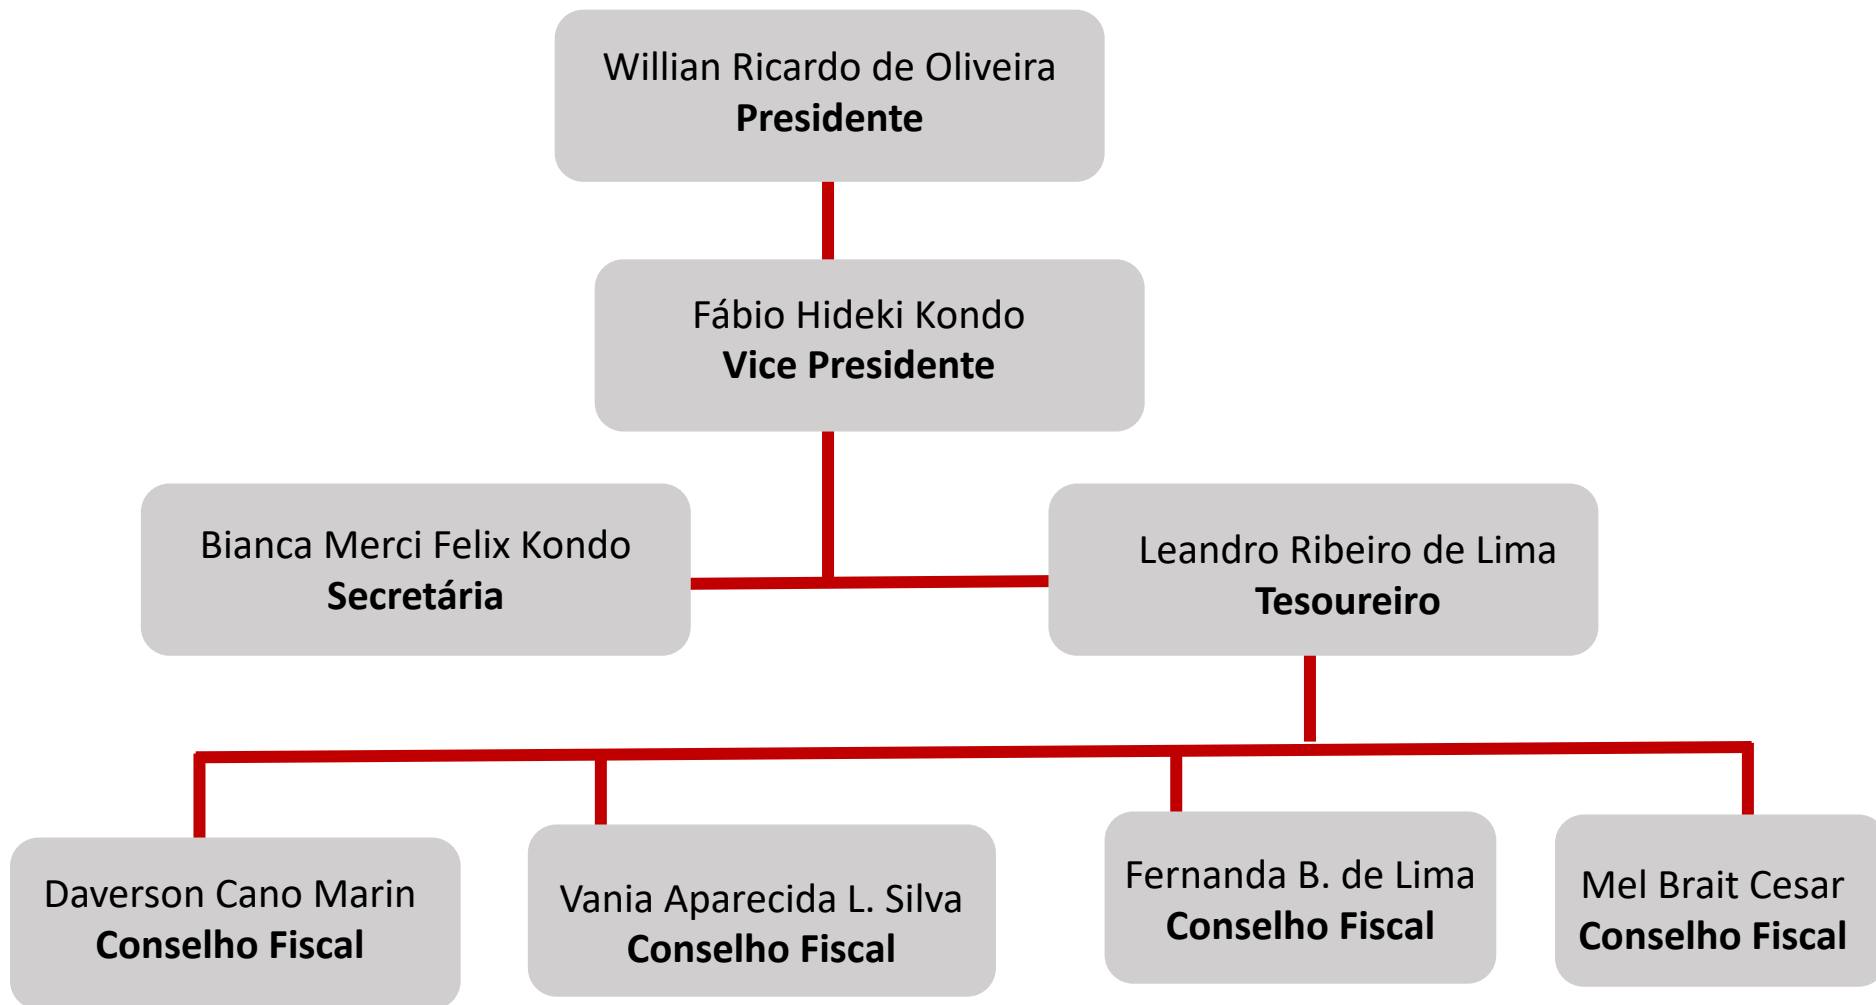 Willian Ricardo de Oliveira
Presidente
Fábio Hideki Kondo
Vice Presidente
Bianca Merci Felix Kondo
Secretária
Leandro Ribeiro de Lima
Tesoureiro
Daverson Cano Marin
Conselho Fiscal
Vania Aparecida L. Silva
Conselho Fiscal
Fernanda B. de Lima
Conselho Fiscal
Mel Brait Cesar
Conselho Fiscal